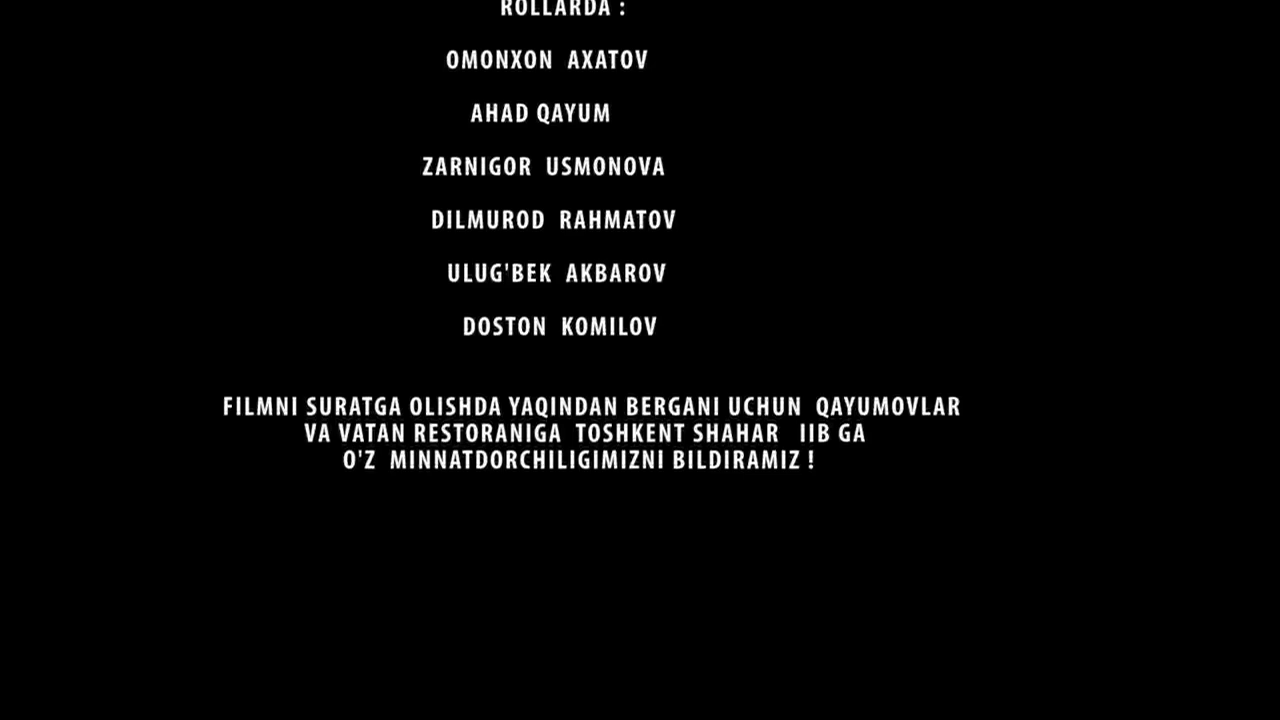 ROLLARDA :
OMONXON AXATOV
AHAD QAYUM
ZARNIGOR USMONOVA
DILMUROD RAHMATOV
ULUG'BEK AKBAROV
DOSTON KOMILOV
FILMNI SURATGA OLISHDA YAQINDAN BERGANI UCHUN QAYUMOVLAR
VA VATAN RESTORANIGA TOSHKENT SHAHAR IIB GA
O'Z MINNATDORCHILIGIMIZNI BILDIRAMIZ !